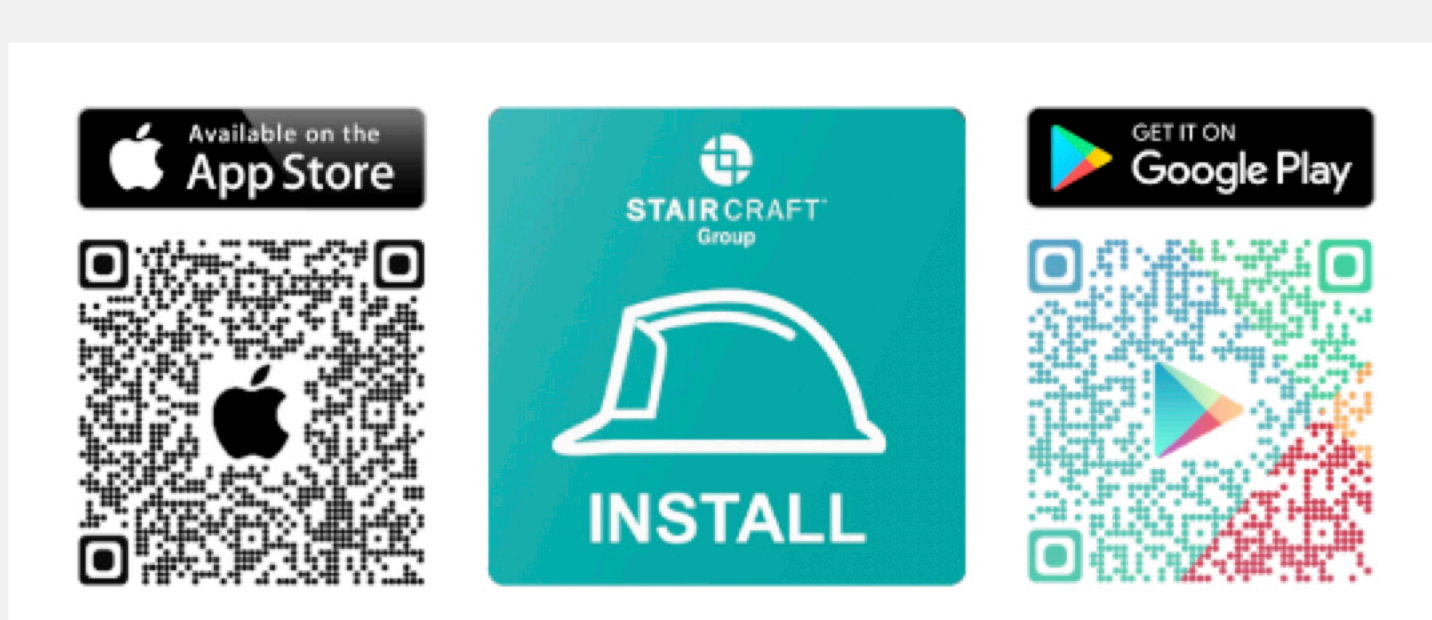 Available on the
App Store
STAIRCRAFT
Group
INSTALL
GET IT ON
Google Play